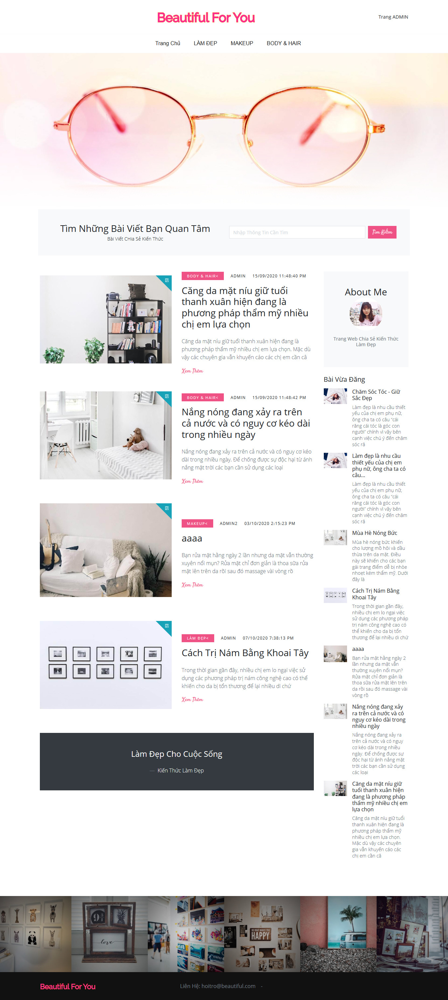 Beautiful For You
Trang ADMIN
Trang Chủ
LÀM ĐẸP
MAKEUP
BODY & HAIR
Tìm Những Bài Viết Bạn Quan Tâm
Bài Viết CHia Sẻ Kiến Thức
Nhập Thông Tin Cần Tìm
Tìm Kiếm
BODY & HAIR<
ADMIN
15/09/2020 11:48:40 PM
Căng da mặt níu giữ tuổi
thanh xuân hiện đang là
phương pháp thẩm mỹ nhiều
chị em lựa chọn
Căng da mặt níu giữ tuổi thanh xuân hiện đang là
phương pháp thẩm mỹ nhiều chị em lựa chọn. Mặc dù
vậy các chuyên gia vẫn khuyến cáo các chị em cần câ
Xem Thêm
BODY & HAIR<
ADMIN
15/09/2020 11:48:42 PM
Nắng nóng đang xảy ra trên
cả nước và có nguy cơ kéo dài
trong nhiều ngày
Nắng nóng đang xảy ra trên cả nước và có nguy cơ kéo
dài trong nhiều ngày. Để chống được sự độc hại từ ánh
nắng mặt trời các bạn cần sử dụng các loại
Xem Thêm
MAKEUP<
ADMIN2
03/10/2020 2:15:23 PM
aaaa
Bạn rửa mặt hằng ngày 2 lần nhưng da mặt vẫn thường
xuyên nổi mụn? Rửa mặt chỉ đơn giản là thoa sữa rửa
mặt lên trên da rồi sau đó massage vài vòng rồ
Xem Thêm
LÀM ĐẸP<
ADMIN
07/10/2020 7:38:13 PM
Cách Trị Nám Bằng Khoai Tây
Trong thời gian gần đây, nhiều chị em lo ngại việc sử
dụng các phương pháp trị nám công nghệ cao có thể
khiến cho da bị tổn thương để lại nhiều di chứ
Xem Thêm
Làm Đẹp Cho Cuộc Sống
— Kiến Thức Làm Đẹp
About Me
Trang Web Chia Sẻ Kiến Thức
Làm Đẹp
Bài Vừa Đăng
Chăm Sóc Tóc - Giữ
Sắc Đẹp
Làm đẹp là nhu cầu thiết
yếu của chị em phụ nữ,
ông cha ta có câu “cái
răng cái tóc là góc con
người” chính vì vậy bên
cạnh việc chú ý đến chăm
sóc ră
Làm đẹp là nhu cầu
thiết yếu của chị em
phụ nữ, ông cha ta có
câu...
Làm đẹp là nhu cầu thiết
yếu của chị em phụ nữ,
ông cha ta có câu “cái
răng cái tóc là góc con
người” chính vì vậy bên
cạnh việc chú ý đến chăm
sóc ră
Mùa Hè Nóng Bức
Mùa hè nóng bức khiến
cho lượng mồ hôi và dầu
thừa trên da mặt. Điều
này sẽ khiến cho các bạn
gái trang điểm dễ bị nhòe
nhoẹt kém thẩm mỹ. Dưới
đây là
Cách Trị Nám Bằng
Khoai Tây
Trong thời gian gần đây,
nhiều chị em lo ngại việc
sử dụng các phương pháp
trị nám công nghệ cao có
thể khiến cho da bị tổn
thương để lại nhiều di chứ
aaaa
Bạn rửa mặt hằng ngày 2
lần nhưng da mặt vẫn
thường xuyên nổi mụn?
Rửa mặt chỉ đơn giản là
thoa sữa rửa mặt lên trên
da rồi sau đó massage vài
vòng rồ
Nắng nóng đang xảy
ra trên cả nước và có
nguy cơ kéo dài trong
nhiều ngày
Nắng nóng đang xảy ra
trên cả nước và có nguy
cơ kéo dài trong nhiều
ngày. Để chống được sự
độc hại từ ánh nắng mặt
trời các bạn cần sử dụng
các loại
Căng da mặt níu giữ
tuổi thanh xuân hiện
đang là phương pháp
thẩm mỹ nhiều chị em
lựa chọn
Căng da mặt níu giữ tuổi
thanh xuân hiện đang là
phương pháp thẩm mỹ
nhiều chị em lựa chọn.
Mặc dù vậy các chuyên
gia vẫn khuyến cáo các
chị em cần câ
love
DO WHAT MAKES YOU
HAPPY
Beautiful For You
Liên Hệ: hoitro@beautiful.com -